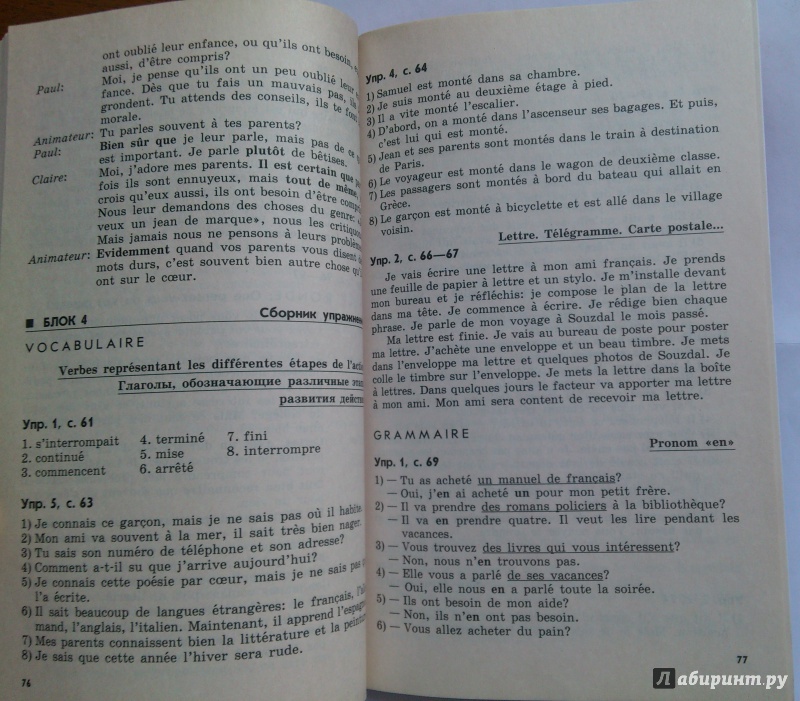 ont oublié leur enfance, ou qu'ils ont besoin,
aussi, d'être compris?
Paul: Moi, je pense qu'ils ont un peu oublié leur
fance. Dès que tu fais un mauvais pas, ils
grondent. Tu attends des conseils, ils te font
morale.
Animateur: Tu parles souvent à tes parents?
Paul: Bien sûr que je leur parle, mais pas de ce
est important. Je parle plutôt de bêtises.
Claire: Moi, j'adore mes parents. Il est certain que
fois ils sont ennuyeux, mais tout de même,
crois qu'eux aussi, ils ont besoin d'être comp
Nous leur demandons des choses du genre:
veux un jean de marque», nous les critiquo
Mais jamais nous ne pensons à leurs problèm
Animateur: Evidemment quand vos parents vous disent
mots durs, c'est souvent bien autre chose qu'
ont sur le cœur.
■ БЛОК 4 Сборник упражнен
VOCABULAIRE
Verbes représentant les différentes étapes de l'acti
Глаголы, обозначающие различные этап
развития действ
Упр. 1, с. 61
1. s'interrompait 4. terminé 7. fini
2. continué 5. mise 8. interrompre
3. commencent 6. arrêté
Упр. 5, с. 63
1) Je connais ce garçon, mais je ne sais pas où il habite.
2) Mon ami va souvent à la mer, il sait très bien nager.
3) Tu sais son numéro de téléphone et son adresse?
4) Comment a-t-il su que j'arrive aujourd'hui?
5) Je connais cette poésie par cœur, mais je ne sais pas
l'a écrite.
6) Il sait beaucoup de langues étrangères: le français, l'al
mand, l'anglais, l'italien. Maintenant, il apprend l'espag
7) Mes parents connaissent bien la littérature et la peintur
8) Je sais que cette année l'hiver sera rude.
76
Упр. 4, с. 64
1) Samuel est monté dans sa chambre.
2) Je suis monté au deuxième étage à pied.
3) Il a vite monté l'escalier.
4) D'abord, on a monté dans l'ascenseur ses bagages. Et puis,
c'est lui qui est monté.
5) Jean et ses parents sont montés dans le train à destination
de Paris.
6) Le voyageur est monté dans le wagon de deuxième classe.
7) Les passagers sont montés à bord du bateau qui allait en
Grèce.
8) Le garçon est monté à bicyclette et est allé dans le village
voisin.
Lettre. Télégramme. Carte postale...
Упр. 2, с. 66—67
Je vais écrire une lettre à mon ami français. Je prends
une feuille de papier à lettre et un stylo. Je m'installe devant
mon bureau et je réfléchis: je compose le plan de la lettre
dans ma tête. Je commence à écrire. Je rédige bien chaque
phrase. Je parle de mon voyage à Souzdal le mois passé.
Ma lettre est finie. Je vais au bureau de poste pour poster
ma lettre. J'achète une enveloppe et un beau timbre. Je mets
dans l'enveloppe ma lettre et quelques photos de Souzdal. Je
colle le timbre sur l'enveloppe. Je mets la lettre dans la boîte
à lettres. Dans quelques jours le facteur va apporter ma lettre
à mon ami. Mon ami sera content de recevoir ma lettre.
GRAMMAIRE
Pronom «en»
Упр. 1, с. 69
1) — Tu as acheté un manuel de français?
— Oui, j'en ai acheté un pour mon petit frère.
2) — Il va prendre des romans policiers à la bibliothèque?
— Il va en prendre quatre. Il veut les lire pendant les
vacances.
3) — Vous trouvez des livres qui vous intéressent?
— Non, nous n'en trouvons pas.
4) — Elle vous a parlé de ses vacances?
— Oui, elle nous en a parlé toute la soirée.
5) — Ils ont besoin de mon aide?
— Non, ils n'en ont pas besoin.
6) — Vous allez acheter du pain?
77
Лабиринт.ру